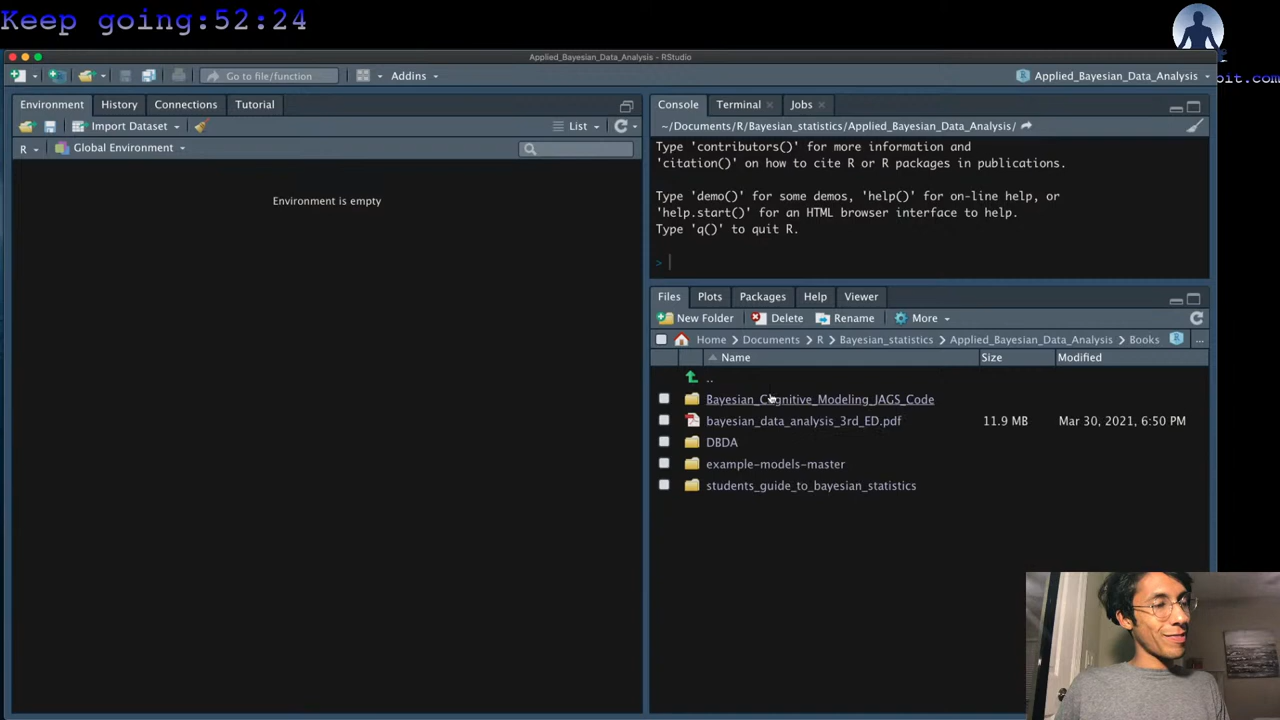 Keep going:52:24
Applied_Bayesian_Data_Analysis - RStudio
Go to file/function
Addins
Applied_Bayesian_Data_Analysis
bit.com
Environment
History
Connections
Tutorial
Import Dataset
List
R
Global Environment
Environment is empty
Console
Terminal
Jobs
~/Documents/R/Bayesian_statistics/Applied_Bayesian_Data_Analysis/
Type 'contributors()' for more information and
'citation()' on how to cite R or R packages in publications.
Type 'demo()' for some demos, 'help()' for on-line help, or
'help.start()' for an HTML browser interface to help.
Type 'q()' to quit R.
>
Files
Plots
Packages
Help
Viewer
New Folder
Delete
Rename
More
Home
Documents
R
Bayesian_statistics
Applied_Bayesian_Data_Analysis
Books
...
Name
Size
Modified
..
Bayesian_Cognitive_Modeling_JAGS_Code
bayesian_data_analysis_3rd_ED.pdf
11.9 MB
Mar 30, 2021, 6:50 PM
DBDA
example-models-master
students_guide_to_bayesian_statistics